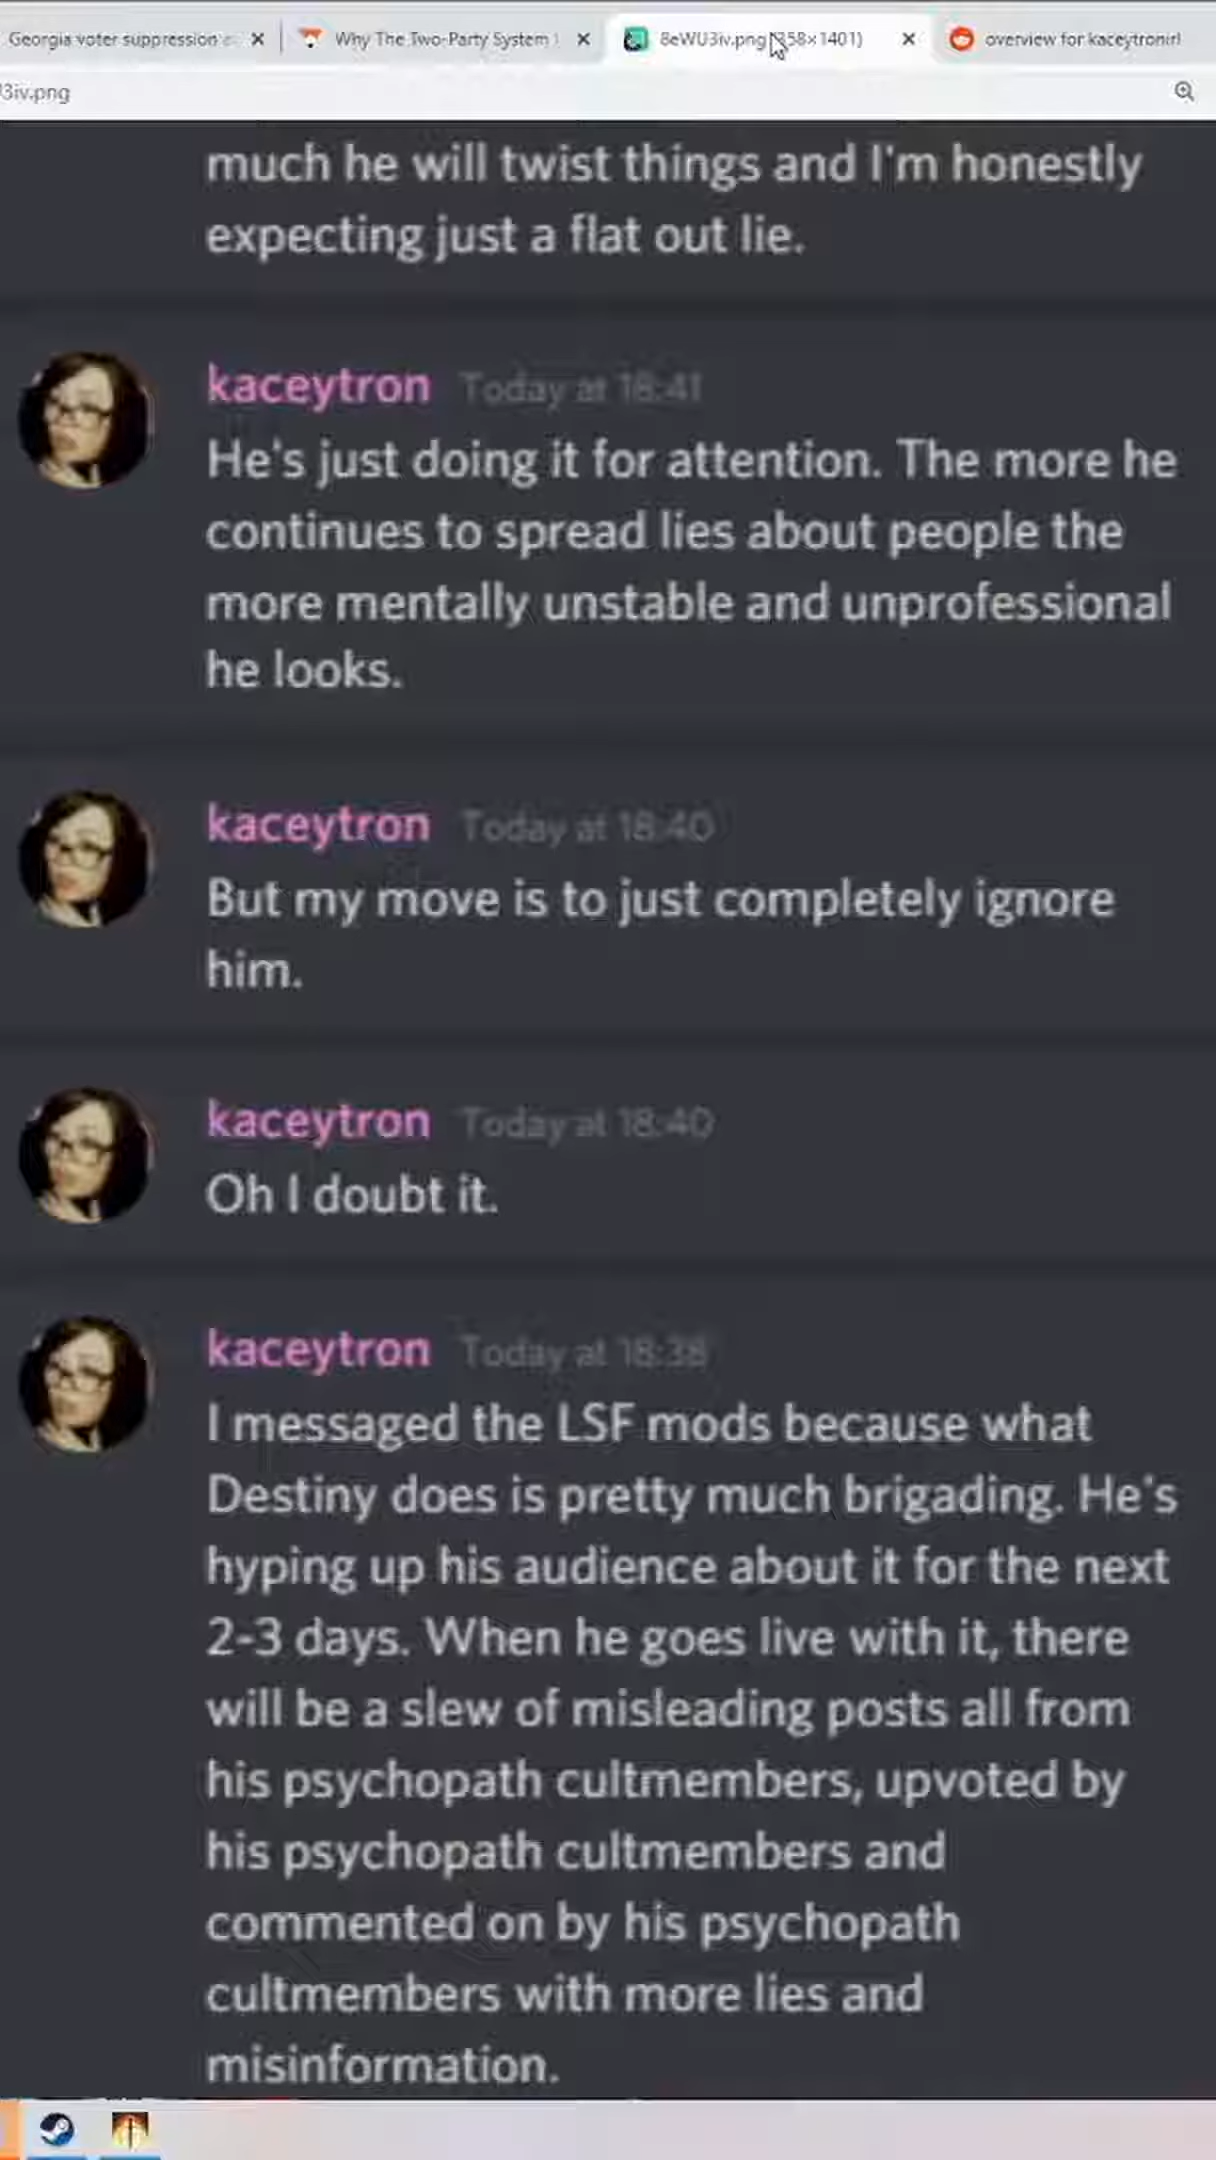 Georgia voter suppression
Why The Two-Party System
8eWU3iv.png (358×1401)
overview for kaceytronirl
3iv.png
much he will twist things and I'm honestly
expecting just a flat out lie.
kaceytron Today at 18:41
He's just doing it for attention. The more he
continues to spread lies about people the
more mentally unstable and unprofessional
he looks.
kaceytron Today at 18:40
But my move is to just completely ignore
him.
kaceytron Today at 18:40
Oh I doubt it.
kaceytron Today at 18:38
I messaged the LSF mods because what
Destiny does is pretty much brigading. He's
hyping up his audience about it for the next
2-3 days. When he goes live with it, there
will be a slew of misleading posts all from
his psychopath cultmembers, upvoted by
his psychopath cultmembers and
commented on by his psychopath
cultmembers with more lies and
misinformation.